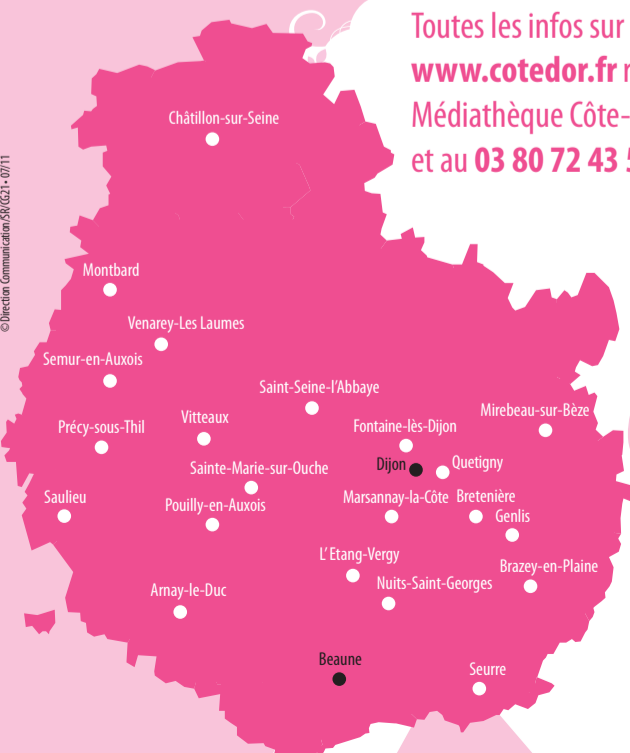 Toutes les infos sur
www.cotedor.fr
Médiathèque Côte-
et au 03 80 72 43
© Direction Communication/SR/CG21 • 07/11
Châtillon-sur-Seine
Montbard
Venarey-Les Laumes
Semur-en-Auxois
Saint-Seine-l'Abbaye
Mirebeau-sur-Bèze
Vitteaux
Précy-sous-Thil
Fontaine-lès-Dijon
Dijon
Quetigny
Sainte-Marie-sur-Ouche
Saulieu
Pouilly-en-Auxois
Marsannay-la-Côte
Bretenière
Genlis
L'Etang-Vergy
Brazey-en-Plaine
Arnay-le-Duc
Nuits-Saint-Georges
Beaune
Seurre